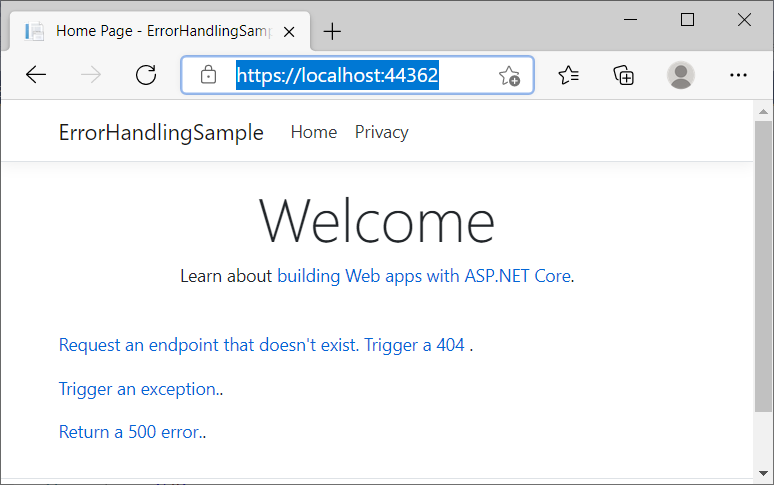 Home Page - ErrorHandlingSamp
https://localhost:44362
ErrorHandlingSample Home Privacy
Welcome
Learn about building Web apps with ASP.NET Core.
Request an endpoint that doesn't exist. Trigger a 404 .
Trigger an exception..
Return a 500 error..